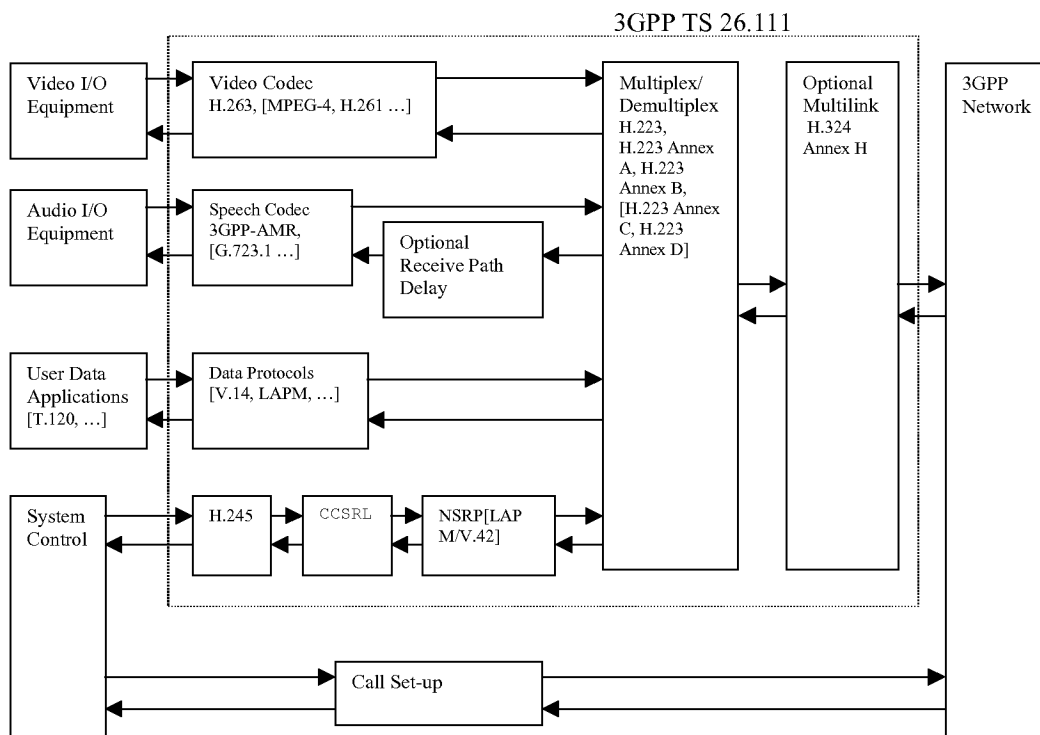 3GPP TS 26.111
Video I/O
Equipment
Video Codec
H.263, [MPEG-4, H.261 …]
Multiplex/
Demultiplex
H.223,
H.223 Annex
A, H.223
Annex B,
[H.223 Annex
C, H.223
Annex D]
Optional
Multilink
H.324
Annex H
3GPP
Network
Audio I/O
Equipment
Speech Codec
3GPP-AMR,
[G.723.1 …]
Optional
Receive Path
Delay
User Data
Applications
[T.120, …]
Data Protocols
[V.14, LAPM, …]
System
Control
H.245
CCSRL
NSRP[LAP
M/V.42]
Call Set-up